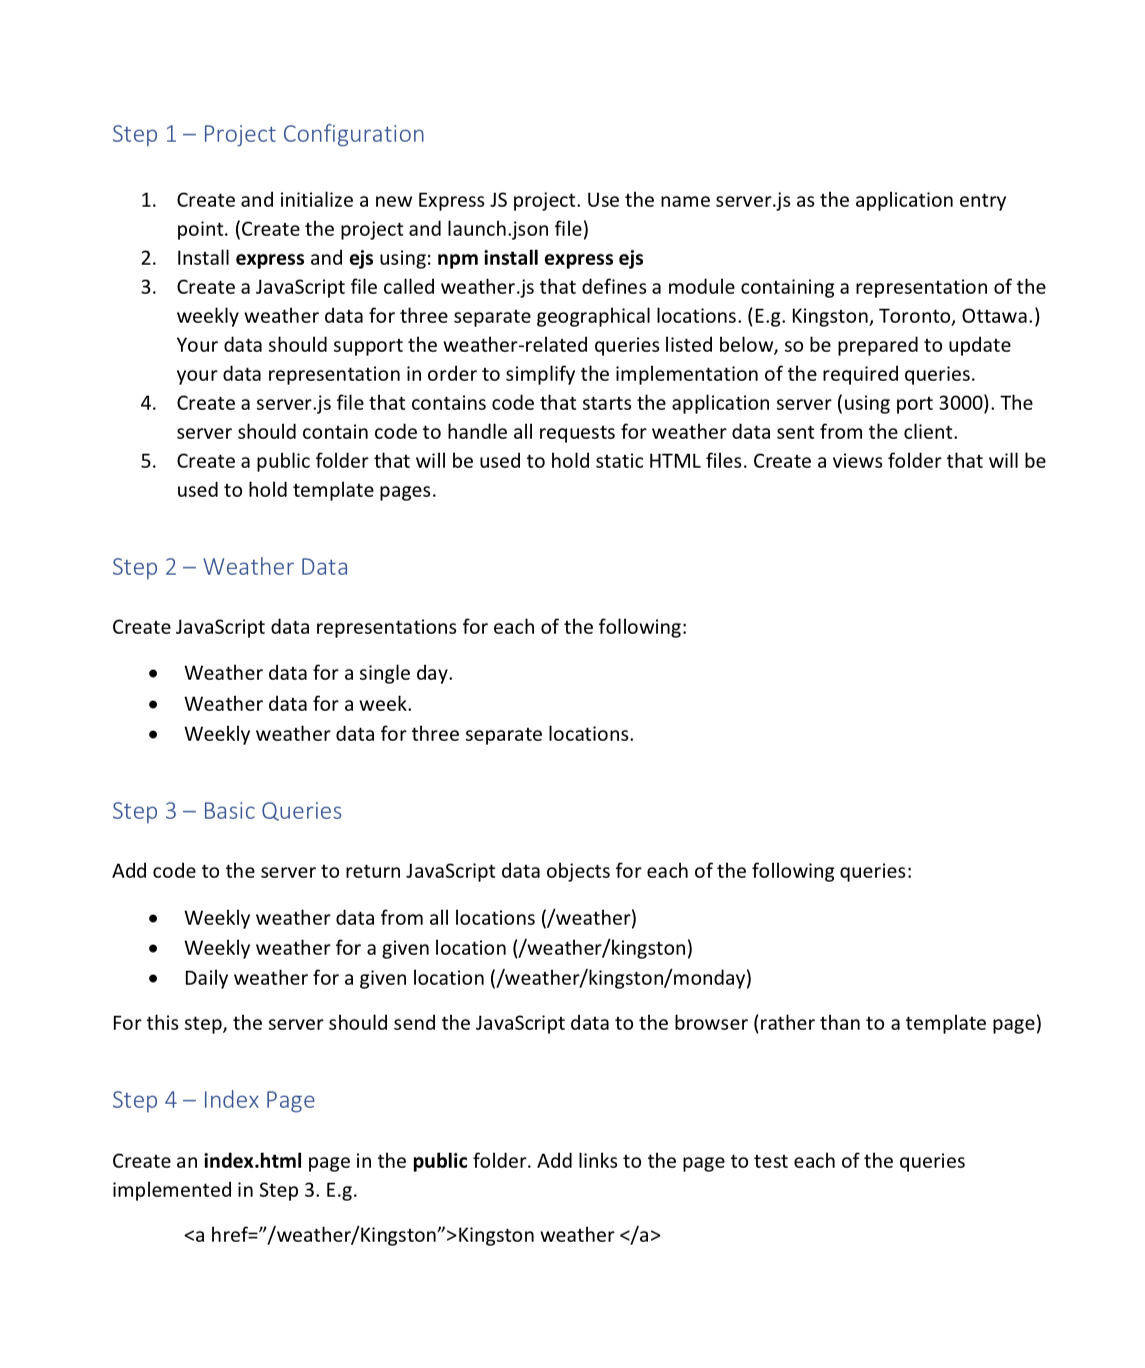 Step 1 – Project Configuration
1. Create and initialize a new Express JS project. Use the name server.js as the application entry
point. (Create the project and launch.json file)
2. Install express and ejs using: npm install express ejs
3. Create a JavaScript file called weather.js that defines a module containing a representation of the
weekly weather data for three separate geographical locations. (E.g. Kingston, Toronto, Ottawa.)
Your data should support the weather-related queries listed below, so be prepared to update
your data representation in order to simplify the implementation of the required queries.
4. Create a server.js file that contains code that starts the application server (using port 3000). The
server should contain code to handle all requests for weather data sent from the client.
5. Create a public folder that will be used to hold static HTML files. Create a views folder that will be
used to hold template pages.
Step 2 – Weather Data
Create JavaScript data representations for each of the following:
• Weather data for a single day.
• Weather data for a week.
• Weekly weather data for three separate locations.
Step 3 – Basic Queries
Add code to the server to return JavaScript data objects for each of the following queries:
• Weekly weather data from all locations (/weather)
• Weekly weather for a given location (/weather/kingston)
• Daily weather for a given location (/weather/kingston/monday)
For this step, the server should send the JavaScript data to the browser (rather than to a template page)
Step 4 – Index Page
Create an index.html page in the public folder. Add links to the page to test each of the queries
implemented in Step 3. E.g.
<a href=”/weather/Kingston”>Kingston weather </a>